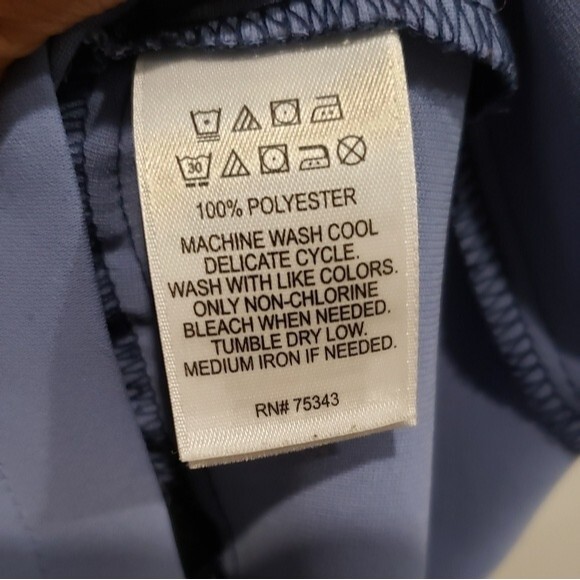 30
100% POLYESTER
MACHINE WASH COOL
DELICATE CYCLE.
WASH WITH LIKE COLORS.
ONLY NON-CHLORINE
BLEACH WHEN NEEDED.
TUMBLE DRY LOW.
MEDIUM IRON IF NEEDED.
RN# 75343